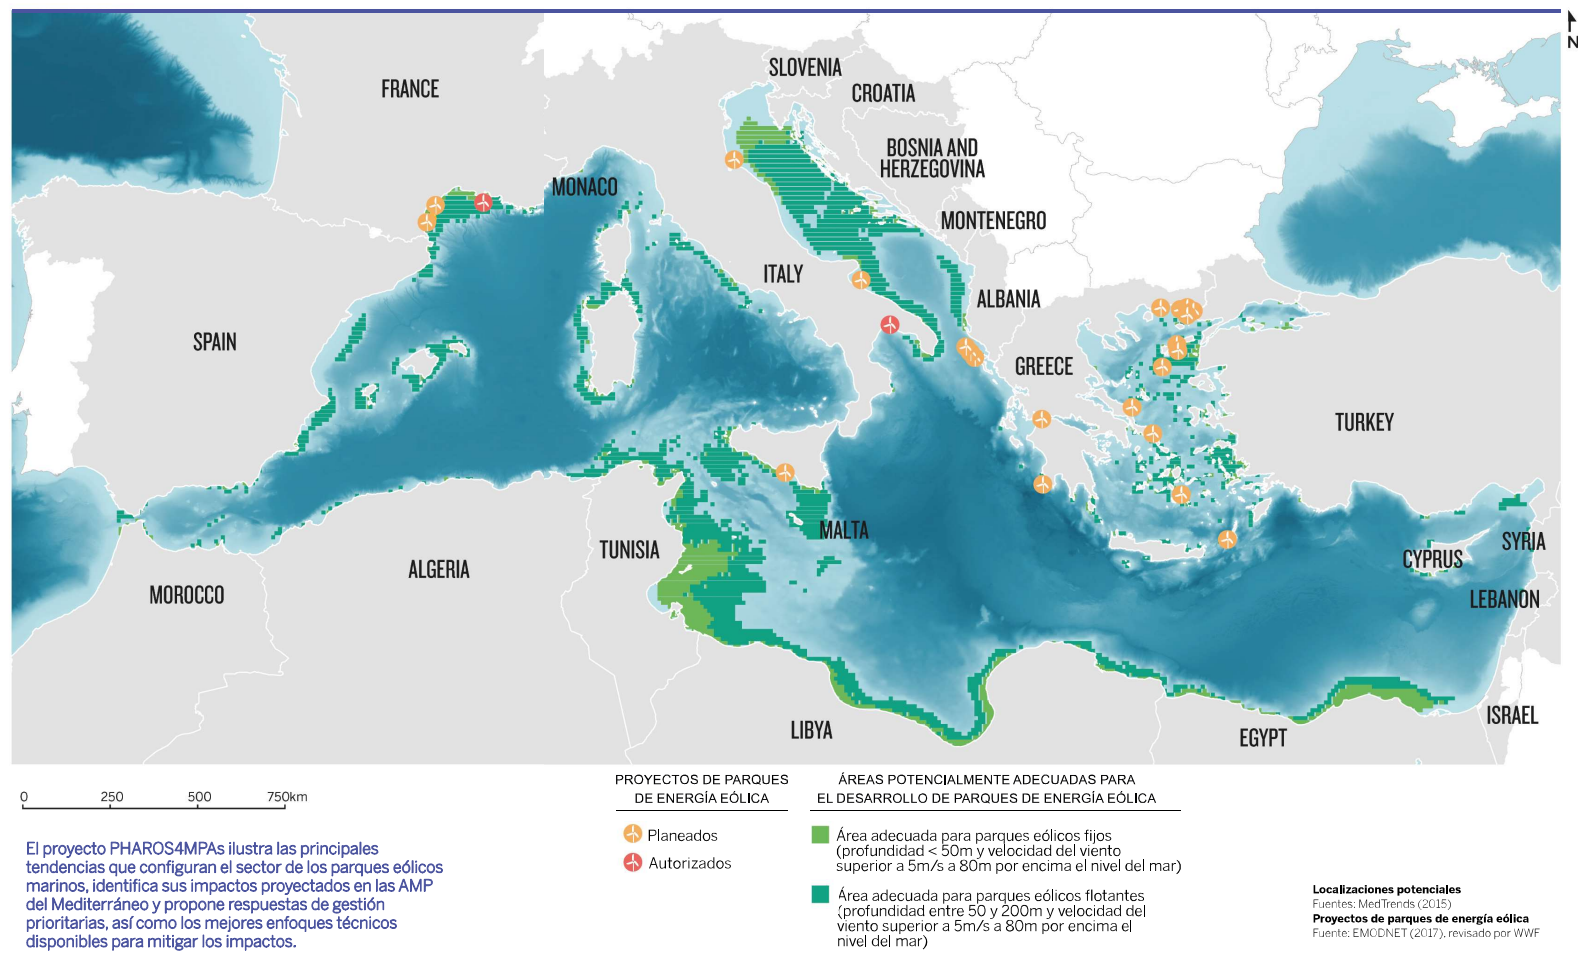 N
SLOVENIA
FRANCE
CROATIA
BOSNIA AND
HERZEGOVINA
MONACO
MONTENEGRO
ITALY
ALBANIA
SPAIN
GREECE
TURKEY
MALTA
TUNISIA
SYRIA
CYPRUS
ALGERIA
MOROCCO
LEBANON
ISRAEL
LIBYA
EGYPT
0 250 500 750km
El proyecto PHAROS4MPAs ilustra las principales
tendencias que configuran el sector de los parques eólicos
marinos, identifica sus impactos proyectados en las AMP
del Mediterráneo y propone respuestas de gestión
prioritarias, así como los mejores enfoques técnicos
disponibles para mitigar los impactos.
PROYECTOS DE PARQUES
DE ENERGÍA EÓLICA
Planeados
Autorizados
ÁREAS POTENCIALMENTE ADECUADAS PARA
EL DESARROLLO DE PARQUES DE ENERGÍA EÓLICA
Área adecuada para parques eólicos fijos
(profundidad < 50m y velocidad del viento
superior a 5m/s a 80m por encima el nivel del mar)
Área adecuada para parques eólicos flotantes
(profundidad entre 50 y 200m y velocidad del
viento superior a 5m/s a 80m por encima el
nivel del mar)
Localizaciones potenciales
Fuentes: MedTrends (2015)
Proyectos de parques de energía eólica
Fuente: EMODNET (2017), revisado por WWF